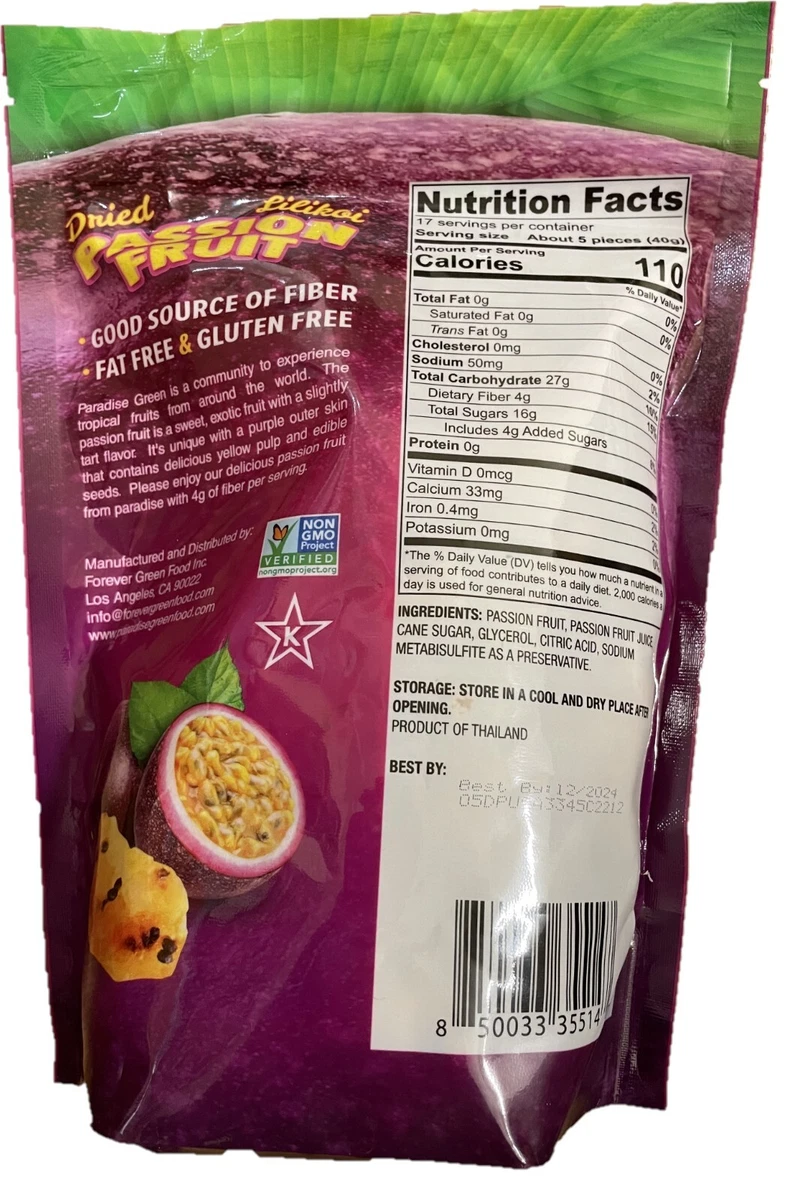 Dried Lilikoi
PASSION
FRUIT
• GOOD SOURCE OF FIBER
• FAT FREE & GLUTEN FREE
Paradise Green is a community to experience
tropical fruits from around the world. The
passion fruit is a sweet, exotic fruit with a slightly
tart flavor. It's unique with a purple outer skin
that contains delicious yellow pulp and edible
seeds. Please enjoy our delicious passion fruit
from paradise with 4g of fiber per serving.
Manufactured and Distributed by:
Forever Green Food Inc
Los Angeles, CA 90022
info@forevergreenfood.com
www.paradisegreenfood.com
NON
GMO
Project
VERIFIED
nongmoproject.org
K
Nutrition Facts
17 servings per container
Serving size About 5 pieces (40g)
Amount Per Serving
Calories 110
% Daily Value*
Total Fat 0g 0%
Saturated Fat 0g 0%
Trans Fat 0g
Cholesterol 0mg 0%
Sodium 50mg 2%
Total Carbohydrate 27g 10%
Dietary Fiber 4g
Total Sugars 16g
Includes 4g Added Sugars
Protein 0g
Vitamin D 0mcg
Calcium 33mg
Iron 0.4mg
Potassium 0mg
*The % Daily Value (DV) tells you how much a nutrient in a
serving of food contributes to a daily diet. 2,000 calories a
day is used for general nutrition advice.
INGREDIENTS: PASSION FRUIT, PASSION FRUIT JUICE,
CANE SUGAR, GLYCEROL, CITRIC ACID, SODIUM
METABISULFITE AS A PRESERVATIVE.
STORAGE: STORE IN A COOL AND DRY PLACE AFTER
OPENING.
PRODUCT OF THAILAND
BEST BY:
Best By:12/2024
8 50033 35514